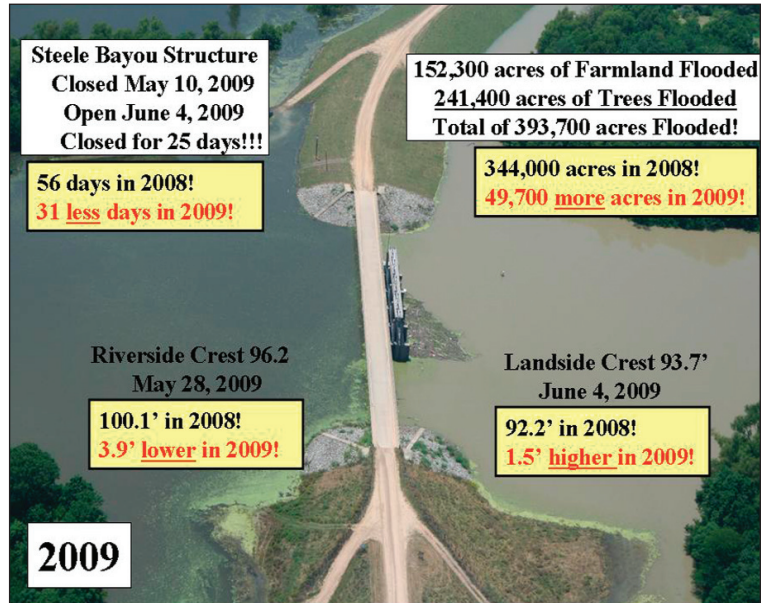 Steele Bayou Structure
Closed May 10, 2009
Open June 4, 2009
Closed for 25 days!!!
56 days in 2008!
31 less days in 2009!
152,300 acres of Farmland Flooded
241,400 acres of Trees Flooded
Total of 393,700 acres Flooded!
344,000 acres in 2008!
49,700 more acres in 2009!
Riverside Crest 96.2
May 28, 2009
100.1' in 2008!
3.9' lower in 2009!
Landside Crest 93.7'
June 4, 2009
92.2' in 2008!
1.5' higher in 2009!
2009